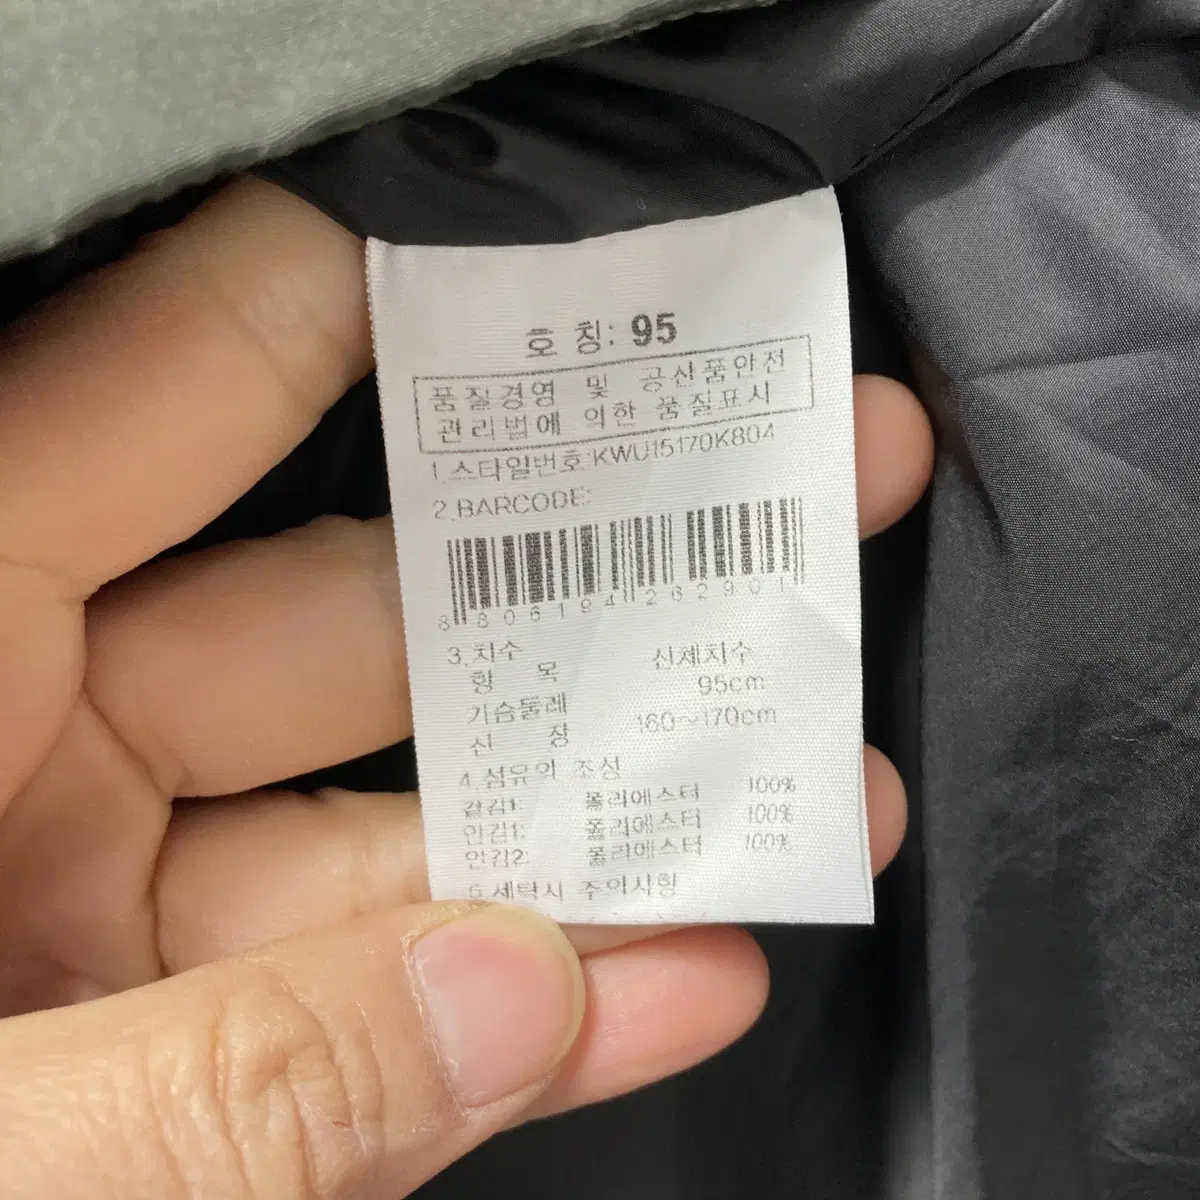 호 칭: 95
품질경영 및 공산품안전
관리법에 의한 품질표시
1.스타일번호:KWU15170K804
2.BARCODE:
8806194262901
3.치수
항 목 신체치수
가슴둘레 95cm
신 장 160~170cm
4.섬유의 조성
겉감1: 폴리에스터 100%
안감1: 폴리에스터 100%
안감2: 폴리에스터 100%
5.세탁시 주의사항